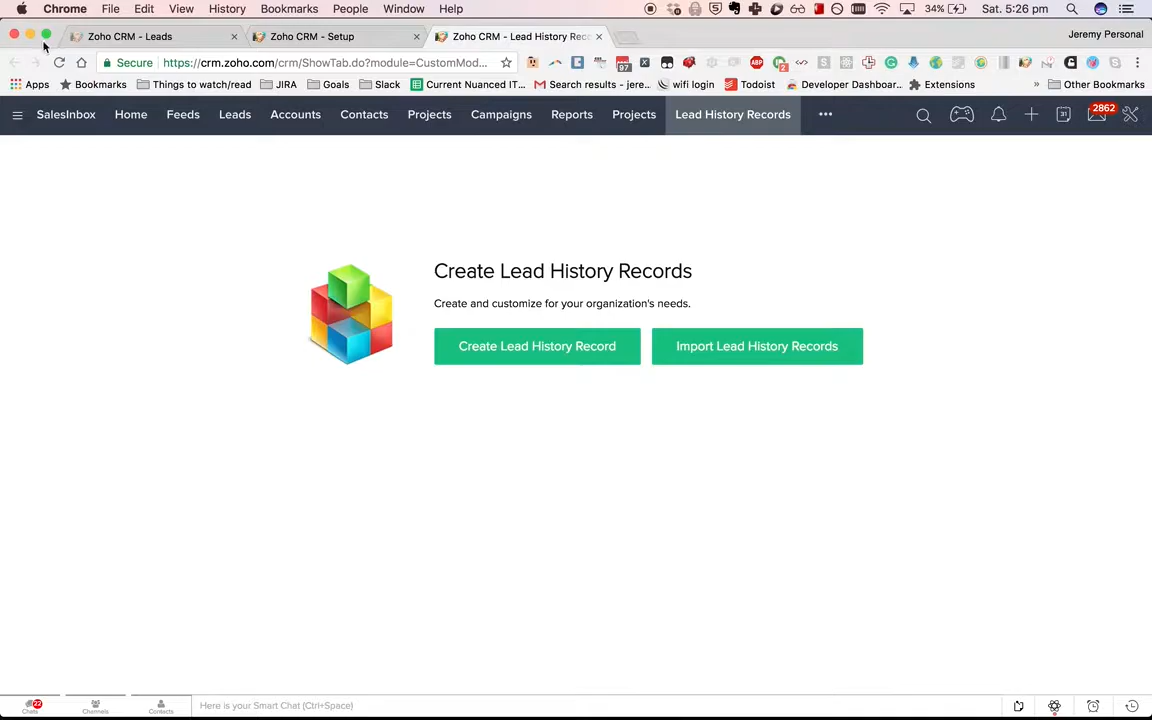 Chrome File Edit View History Bookmarks People Window Help 34% Sat. 5:26 pm
Zoho CRM - Leads Zoho CRM - Setup Zoho CRM - Lead History Rec Jeremy Personal
Secure https://crm.zoho.com/crm/ShowTab.do?module=CustomMod... 97 ABP 2
Apps Bookmarks Things to watch/read JIRA Goals Slack Current Nuanced IT... Search results - jere... wifi login Todoist Developer Dashboar... Extensions » Other Bookmarks
SalesInbox Home Feeds Leads Accounts Contacts Projects Campaigns Reports Projects Lead History Records ••• 31 2862
Create Lead History Records
Create and customize for your organization's needs.
Create Lead History Record Import Lead History Records
22
Chats Channels Contacts Here is your Smart Chat (Ctrl+Space)